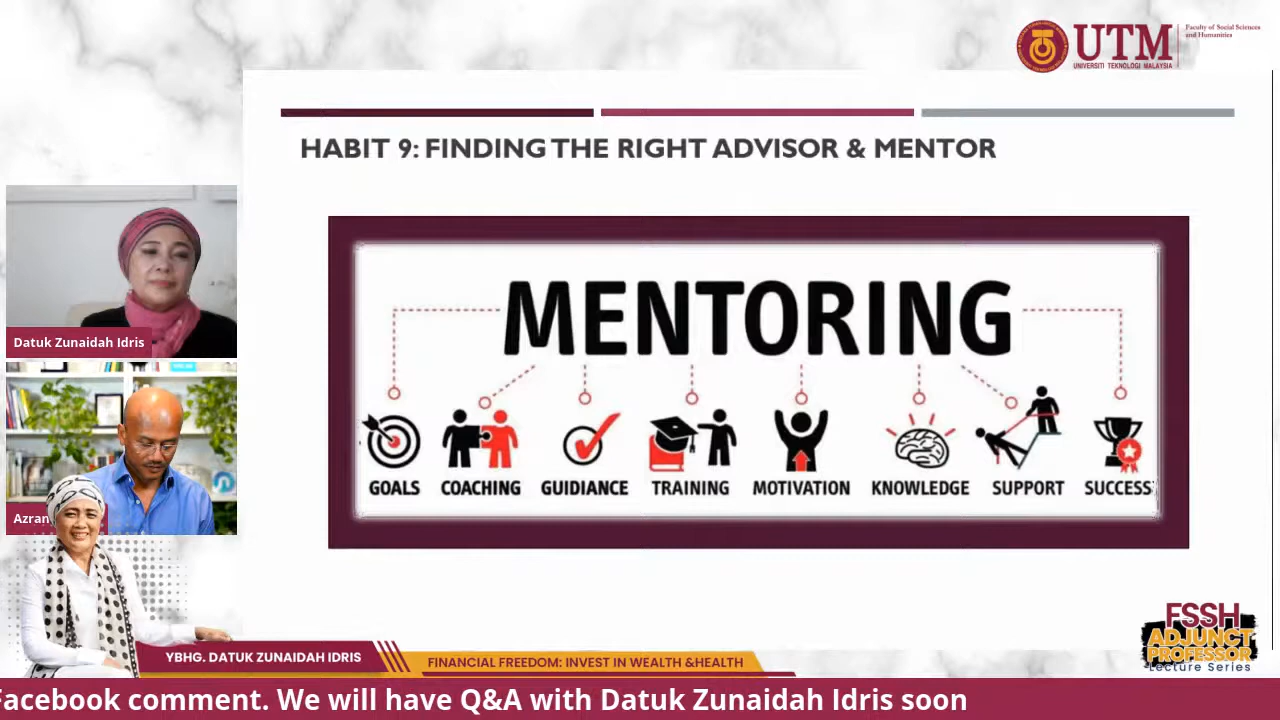 UTM
UNIVERSITI TEKNOLOGI MALAYSIA
Faculty of Social Sciences
and Humanities
HABIT 9: FINDING THE RIGHT ADVISOR & MENTOR
MENTORING
GOALS COACHING GUIDIANCE TRAINING MOTIVATION KNOWLEDGE SUPPORT SUCCESS
Datuk Zunaidah Idris
Azran
YBHG. DATUK ZUNAIDAH IDRIS
FINANCIAL FREEDOM: INVEST IN WEALTH &HEALTH
FSSH
ADJUNCT
PROFESSOR
Lecture Series
Facebook comment. We will have Q&A with Datuk Zunaidah Idris soon